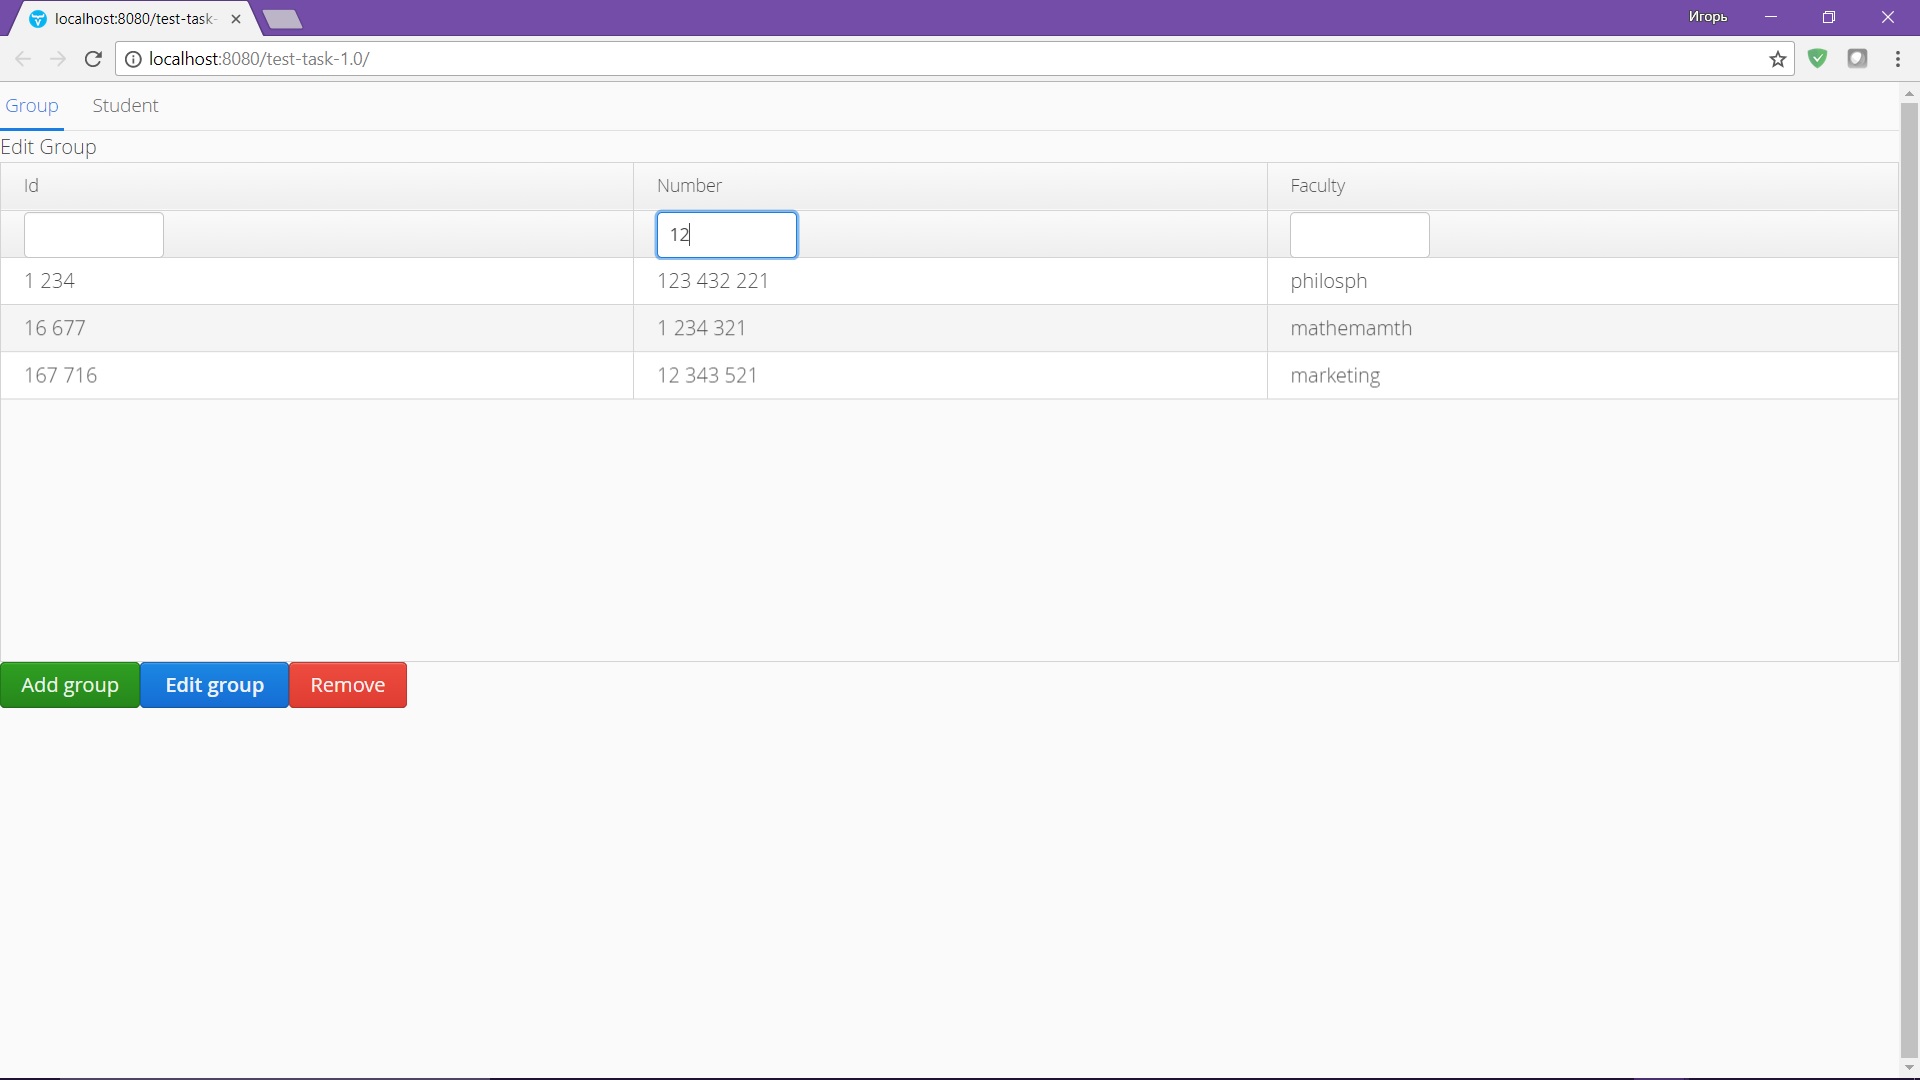 localhost:8080/test-task-
Игорь
localhost:8080/test-task-1.0/
Group Student
Edit Group
Id Number Faculty
12
1 234 123 432 221 philosph
16 677 1 234 321 mathemamth
167 716 12 343 521 marketing
Add group Edit group Remove